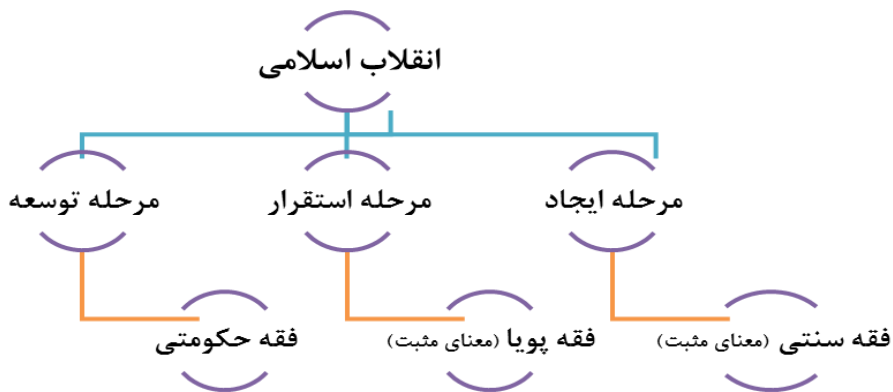 انقلاب اسلامی
مرحله ایجاد
مرحله استقرار
مرحله توسعه
فقه سنتی (معنای مثبت)
فقه پویا (معنای مثبت)
فقه حکومتی